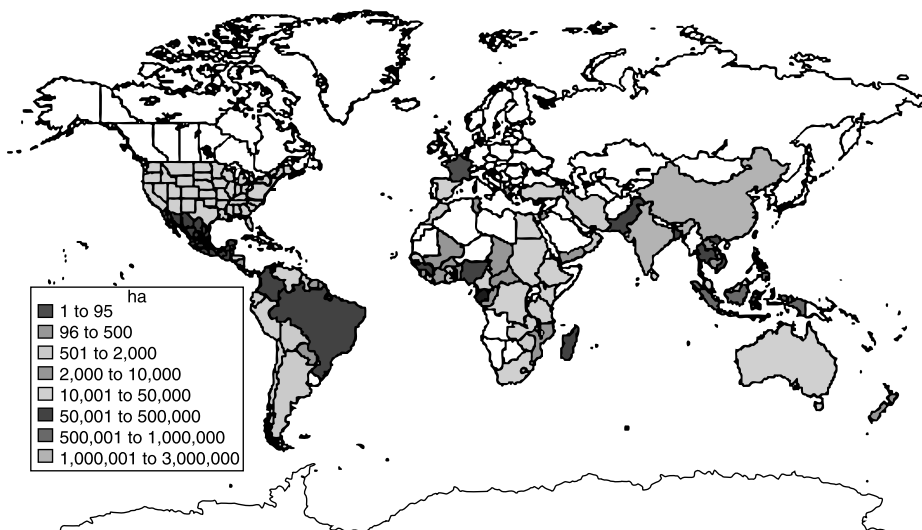 ha
1 to 95
96 to 500
501 to 2,000
2,000 to 10,000
10,001 to 50,000
50,001 to 500,000
500,001 to 1,000,000
1,000,001 to 3,000,000